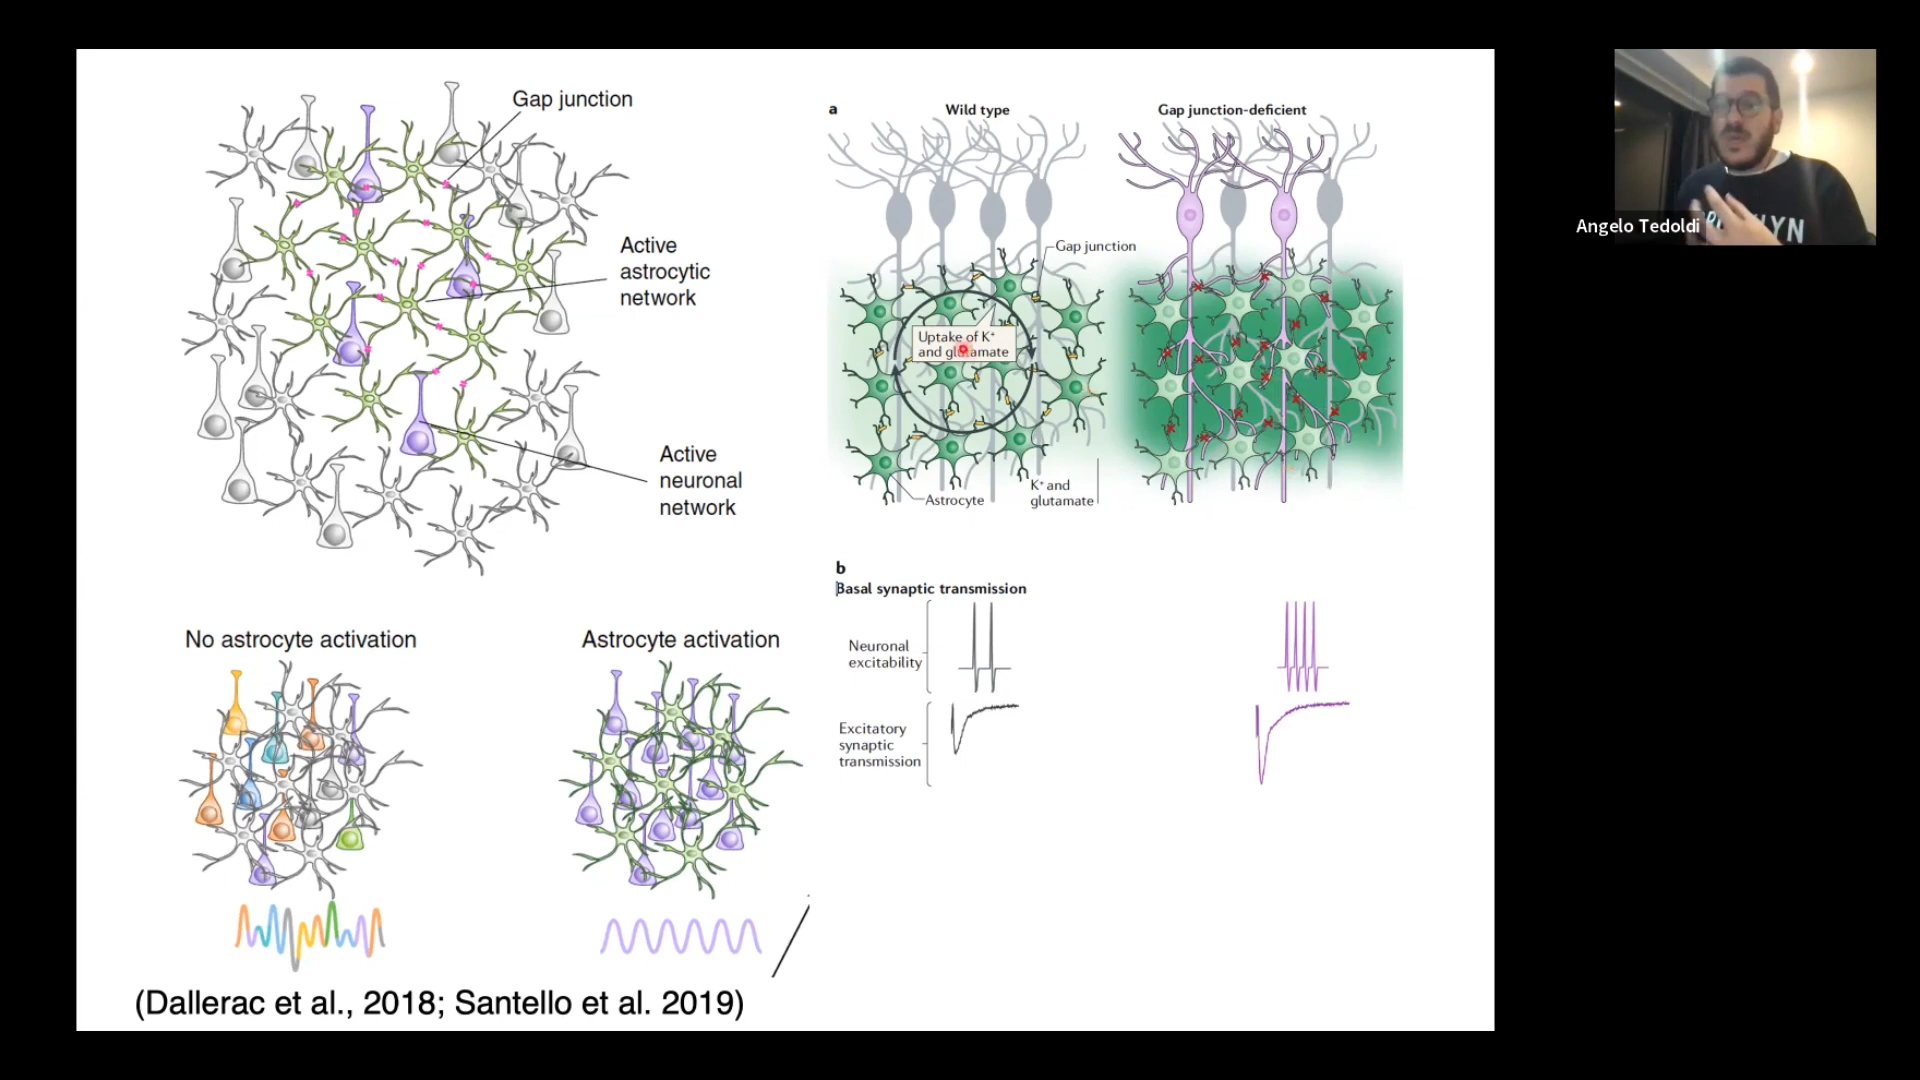 Gap junction
Active
astrocytic
network
Active
neuronal
network
No astrocyte activation
Astrocyte activation
(Dallerac et al., 2018; Santello et al. 2019)
a
Wild type
Gap junction-deficient
Gap junction
Uptake of K⁺
and glutamate
Astrocyte
K⁺ and
glutamate
b
Basal synaptic transmission
Neuronal
excitability
Excitatory
synaptic
transmission
Angelo Tedoldi